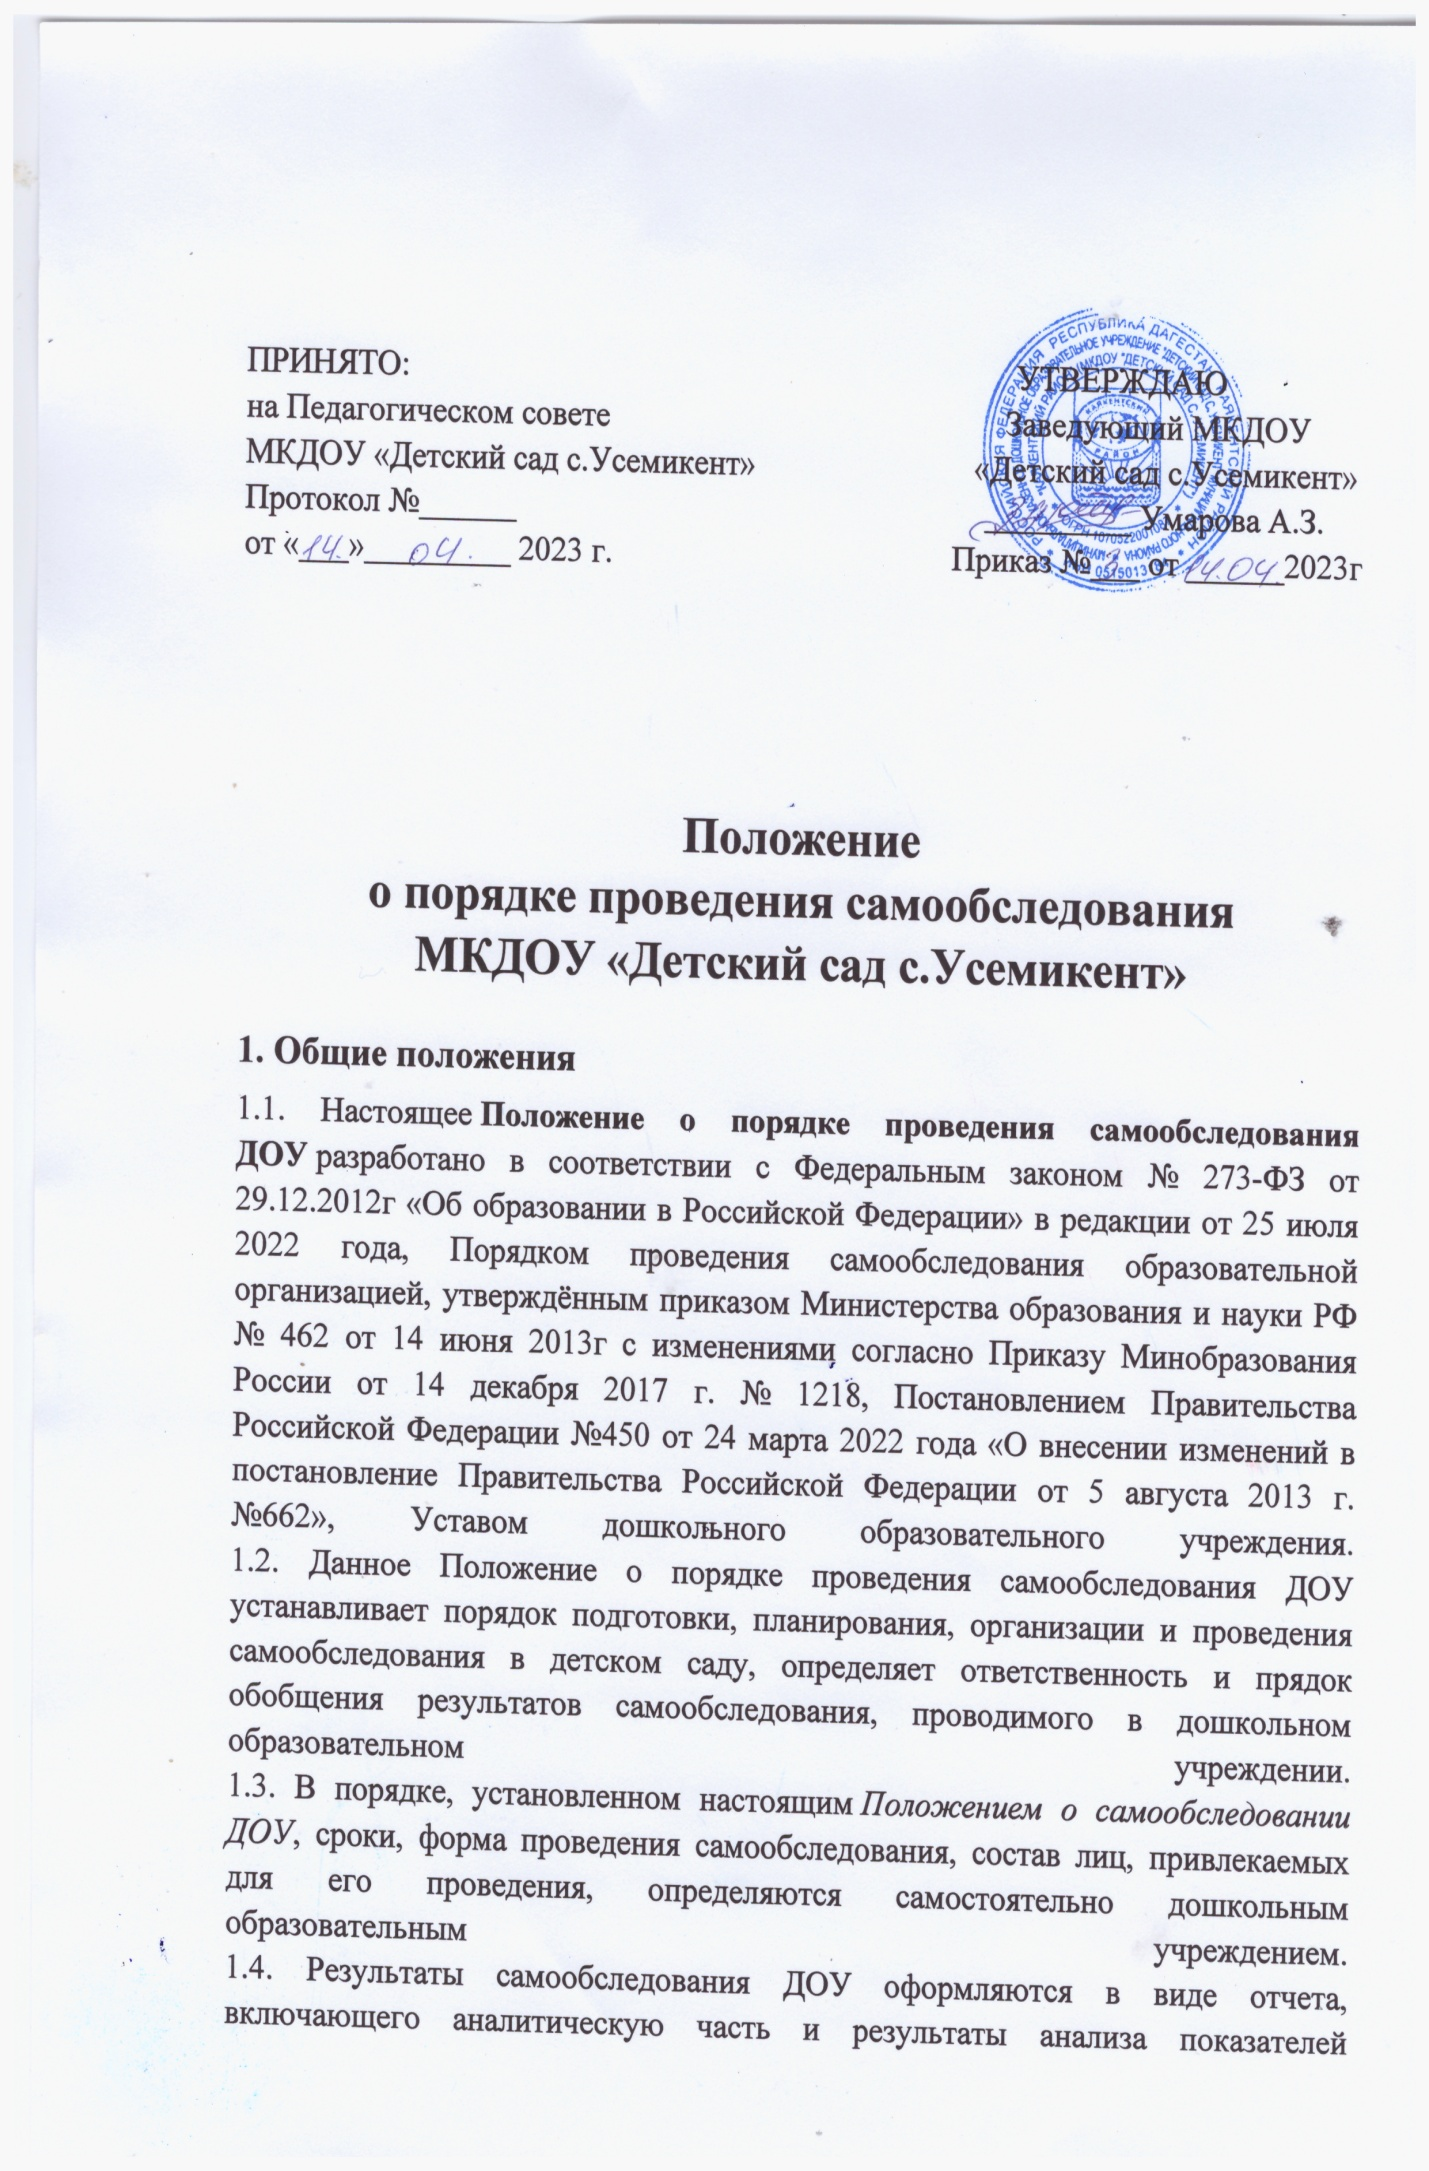 ПРИНЯТО:
на Педагогическом совете
МКДОУ «Детский сад с.Усемикент»
Протокол №______
от «14.» 04. 2023 г.
УТВЕРЖДАЮ
Заведующий МКДОУ
«Детский сад с.Усемикент»
_________ Умарова А.З.
Приказ № 3 от 14.04.2023г
РОССИЙСКАЯ ФЕДЕРАЦИЯ РЕСПУБЛИКА ДАГЕСТАН
КАЯКЕНТСКИЙ
РАЙОН
Положение
о порядке проведения самообследования
МКДОУ «Детский сад с.Усемикент»
1. Общие положения
1.1. Настоящее Положение о порядке проведения самообследования
ДОУ разработано в соответствии с Федеральным законом № 273-ФЗ от
29.12.2012г «Об образовании в Российской Федерации» в редакции от 25 июля
2022 года, Порядком проведения самообследования образовательной
организацией, утверждённым приказом Министерства образования и науки РФ
№ 462 от 14 июня 2013г с изменениями согласно Приказу Минобразования
России от 14 декабря 2017 г. № 1218, Постановлением Правительства
Российской Федерации №450 от 24 марта 2022 года «О внесении изменений в
постановление Правительства Российской Федерации от 5 августа 2013 г.
№662», Уставом дошкольного образовательного учреждения.
1.2. Данное Положение о порядке проведения самообследования ДОУ
устанавливает порядок подготовки, планирования, организации и проведения
самообследования в детском саду, определяет ответственность и прядок
обобщения результатов самообследования, проводимого в дошкольном
образовательном учреждении.
1.3. В порядке, установленном настоящим Положением о самообследовании
ДОУ, сроки, форма проведения самообследования, состав лиц, привлекаемых
для его проведения, определяются самостоятельно дошкольным
образовательным учреждением.
1.4. Результаты самообследования ДОУ оформляются в виде отчета,
включающего аналитическую часть и результаты анализа показателей